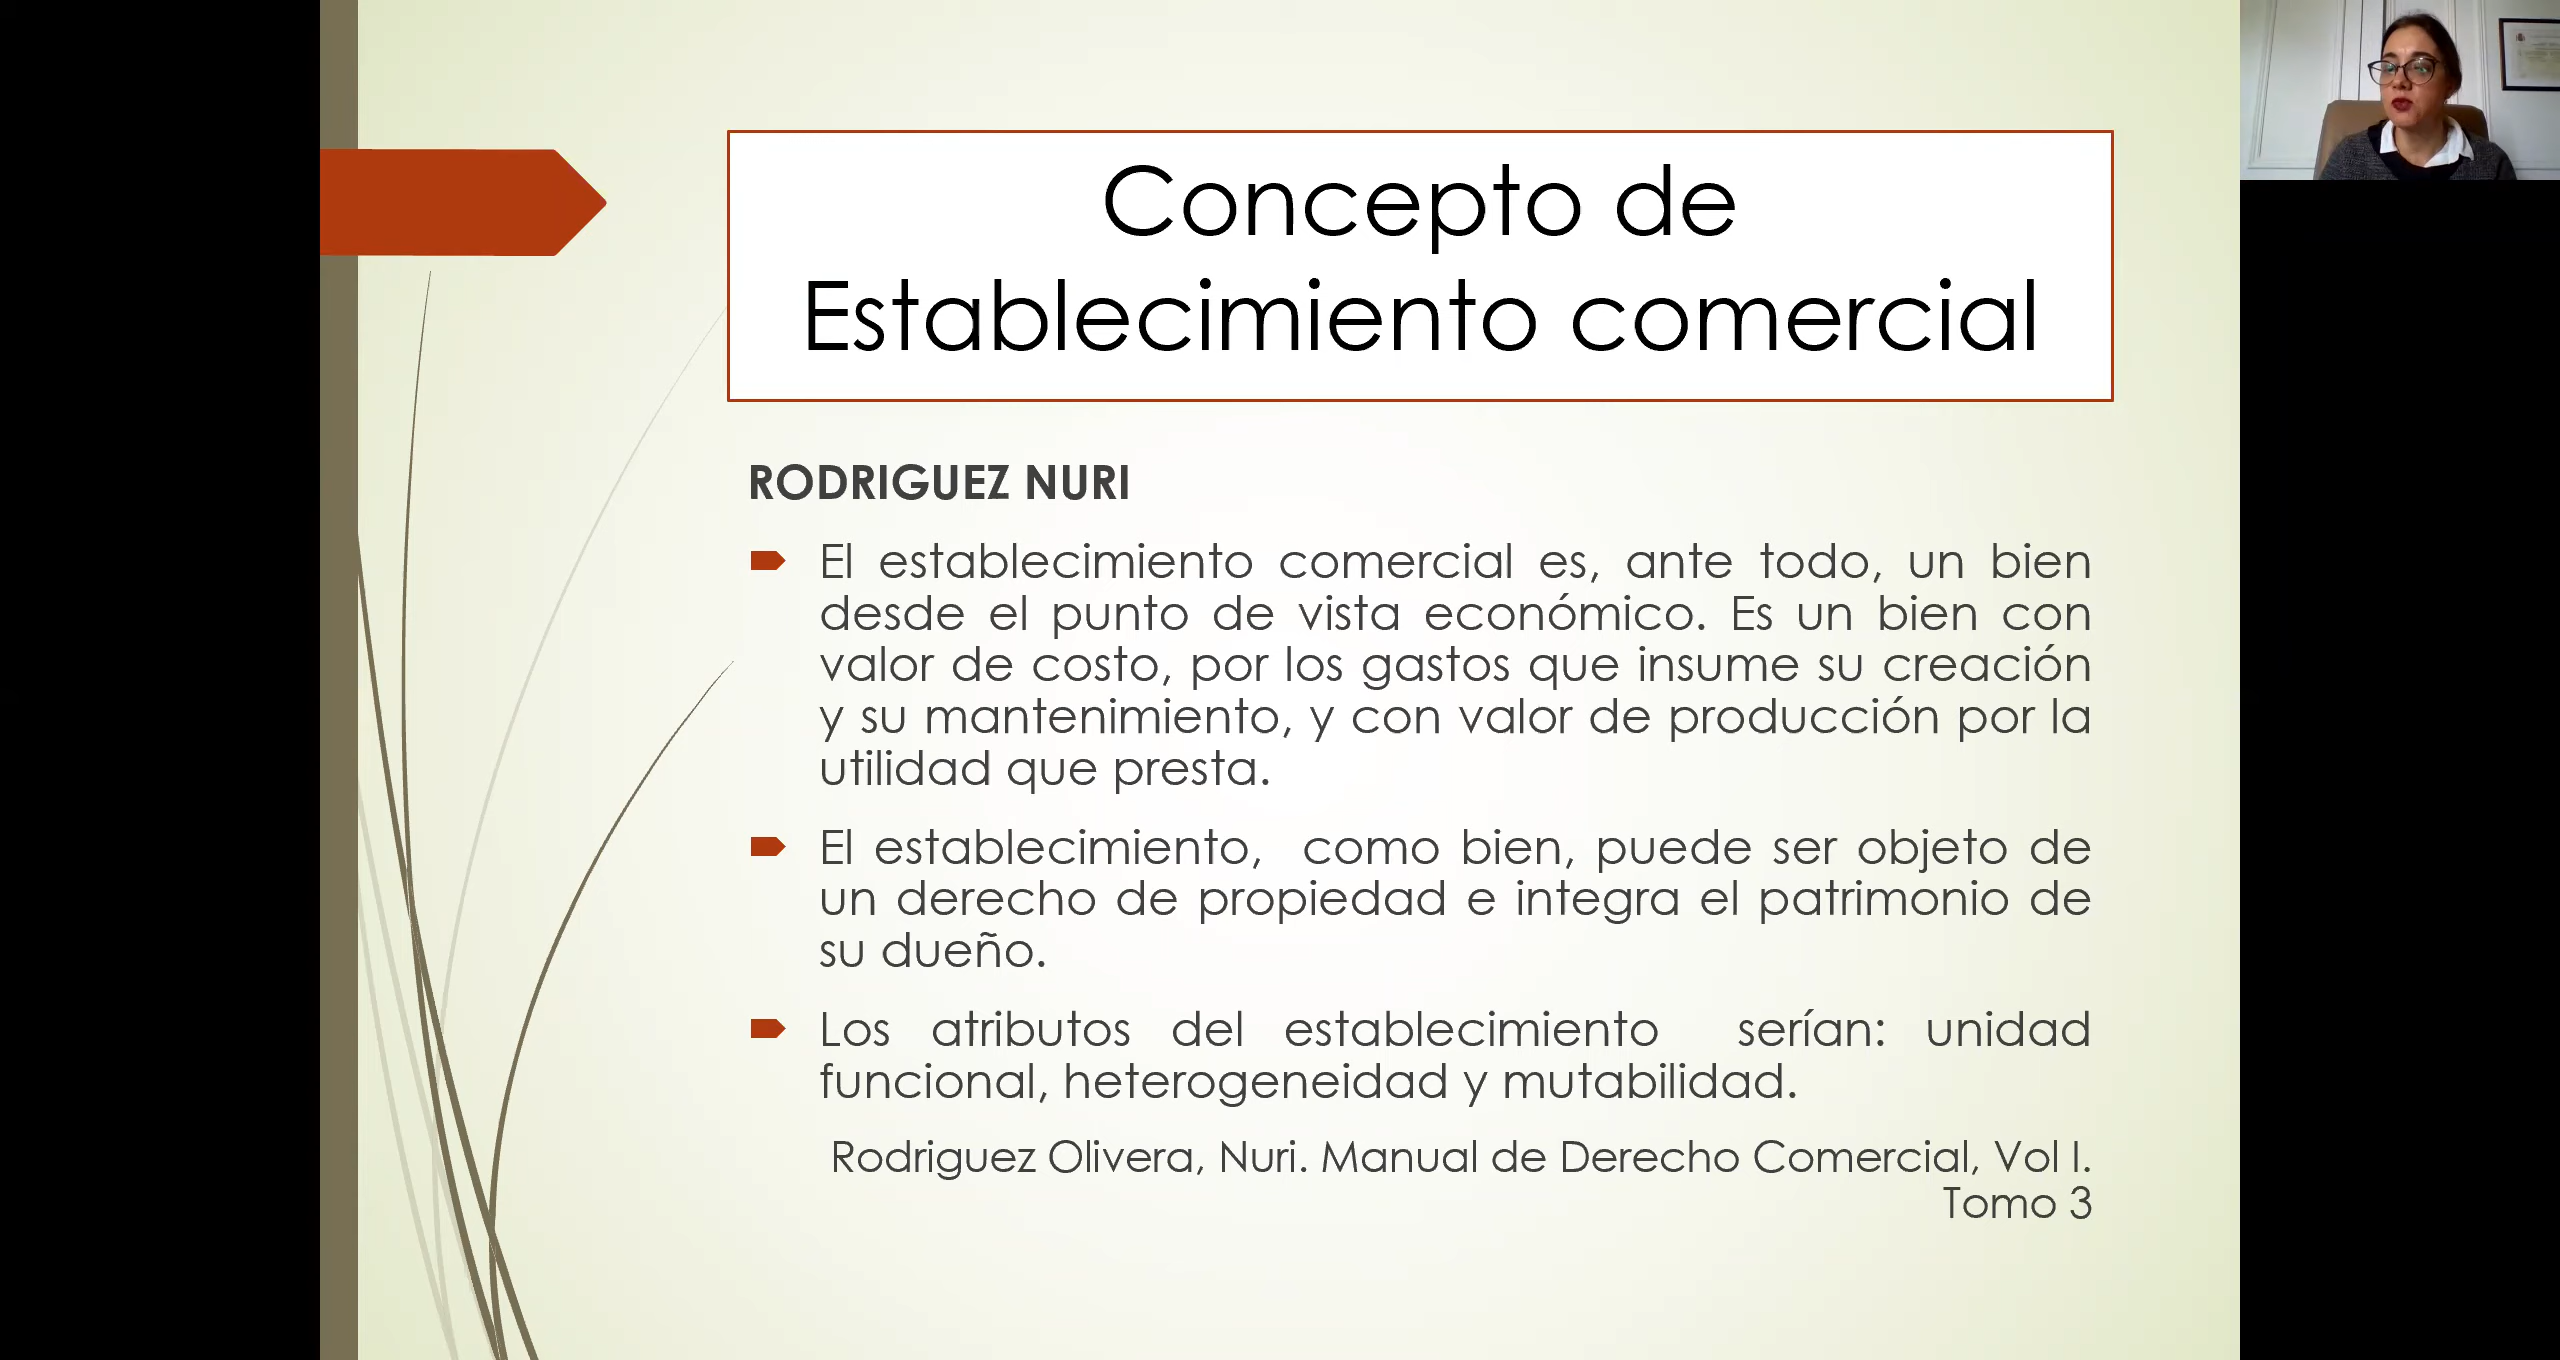 Concepto de
Establecimiento comercial
RODRIGUEZ NURI
El establecimiento comercial es, ante todo, un bien
desde el punto de vista económico. Es un bien con
valor de costo, por los gastos que insume su creación
y su mantenimiento, y con valor de producción por la
utilidad que presta.
El establecimiento, como bien, puede ser objeto de
un derecho de propiedad e integra el patrimonio de
su dueño.
Los atributos del establecimiento serían: unidad
funcional, heterogeneidad y mutabilidad.
Rodriguez Olivera, Nuri. Manual de Derecho Comercial, Vol I.
Tomo 3